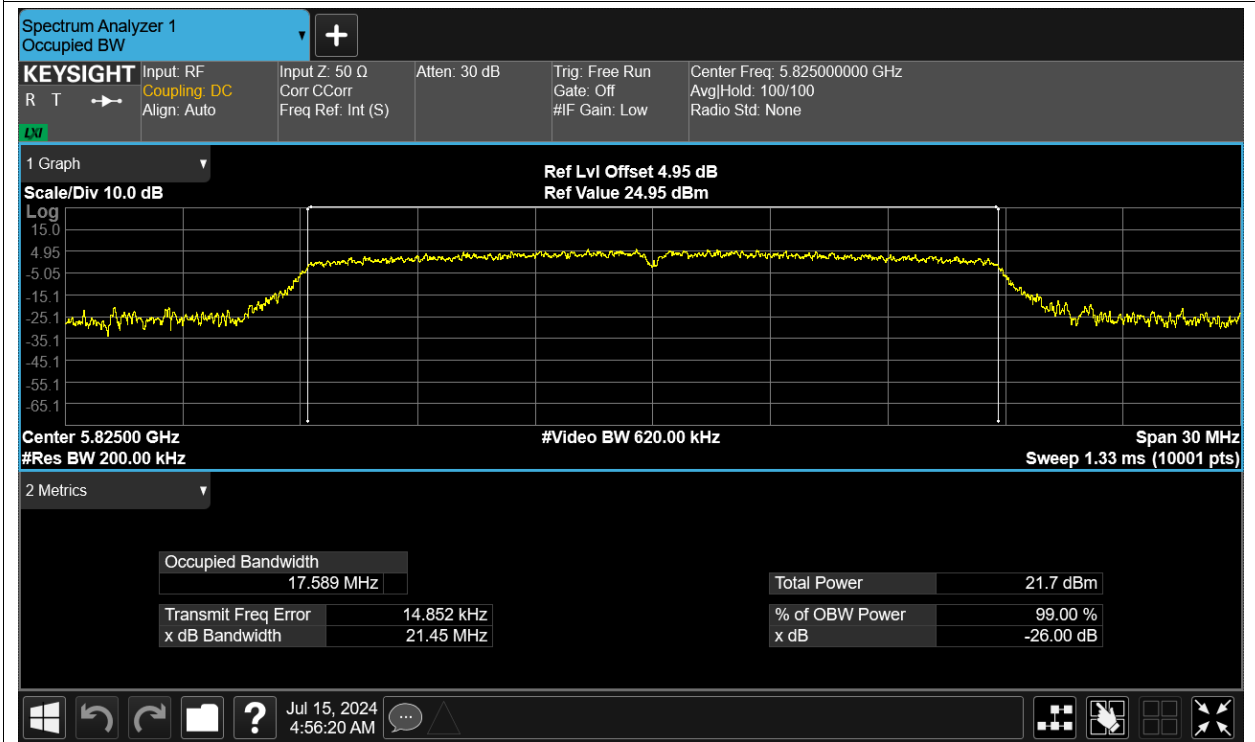 Spectrum Analyzer 1
Occupied BW
KEYSIGHT
R T
LXI
Input: RF
Coupling: DC
Align: Auto
Input Z: 50 Ω
Corr CCorr
Freq Ref: Int (S)
Atten: 30 dB
Trig: Free Run
Gate: Off
#IF Gain: Low
Center Freq: 5.825000000 GHz
Avg|Hold: 100/100
Radio Std: None
1 Graph
Scale/Div 10.0 dB
Ref Lvl Offset 4.95 dB
Ref Value 24.95 dBm
Log
15.0
4.95
-5.05
-15.1
-25.1
-35.1
-45.1
-55.1
-65.1
Center 5.82500 GHz
#Res BW 200.00 kHz
#Video BW 620.00 kHz
Span 30 MHz
Sweep 1.33 ms (10001 pts)
2 Metrics
Occupied Bandwidth
17.589 MHz
Transmit Freq Error 14.852 kHz
x dB Bandwidth 21.45 MHz
Total Power 21.7 dBm
% of OBW Power 99.00 %
x dB -26.00 dB
?
Jul 15, 2024
4:56:20 AM